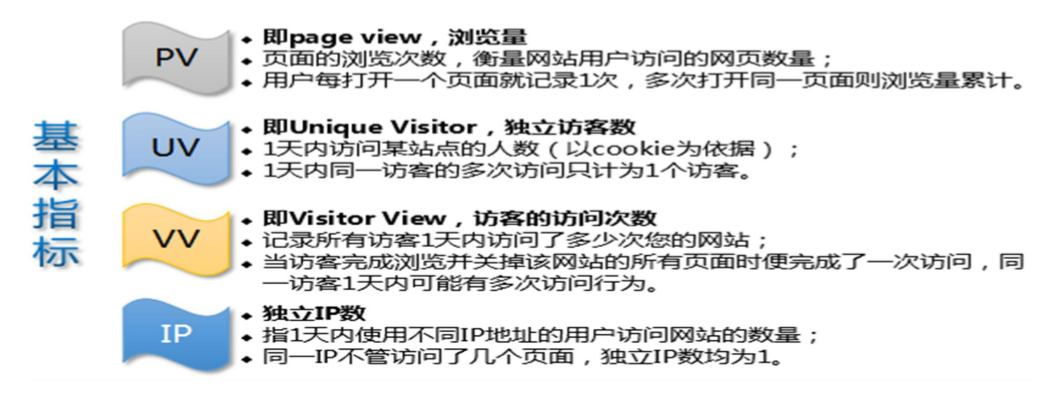 基本指标
PV
即page view，浏览量
页面的浏览次数，衡量网站用户访问的网页数量；
用户每打开一个页面就记录1次，多次打开同一页面则浏览量累计。
UV
即Unique Visitor，独立访客数
1天内访问某站点的人数（以cookie为依据）；
1天内同一访客的多次访问只计为1个访客。
VV
即Visitor View，访客的访问次数
记录所有访客1天内访问了多少次您的网站；
当访客完成浏览并关掉该网站的所有页面时便完成了一次访问，同
一访客1天内可能有多次访问行为。
IP
独立IP数
指1天内使用不同IP地址的用户访问网站的数量；
同一IP不管访问了几个页面，独立IP数均为1。